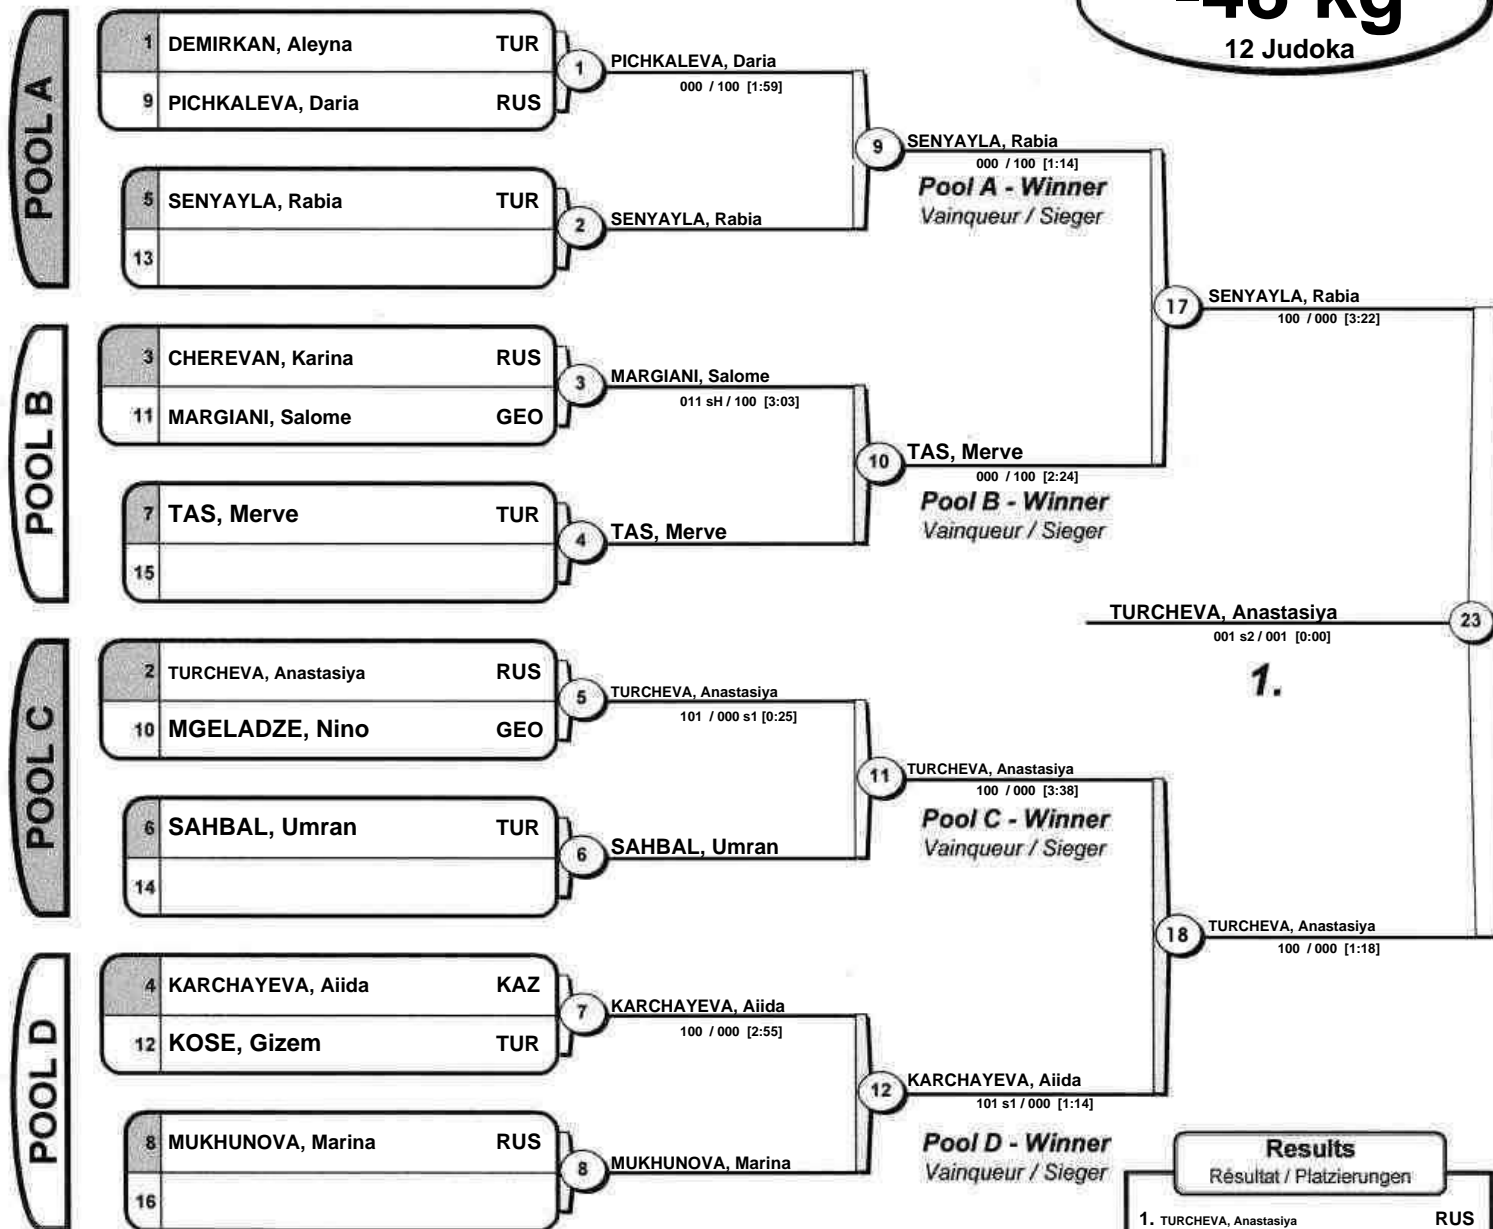 -48 kg
12 Judoka
POOL A
1 DEMIRKAN, Aleyna TUR
9 PICHKALEVA, Daria RUS
1 PICHKALEVA, Daria
000 / 100 [1:59]
5 SENYAYLA, Rabia TUR
13
2 SENYAYLA, Rabia
9 SENYAYLA, Rabia
000 / 100 [1:14]
Pool A - Winner
Vainqueur / Sieger
POOL B
3 CHEREVAN, Karina RUS
11 MARGIANI, Salome GEO
3 MARGIANI, Salome
011 sH / 100 [3:03]
7 TAS, Merve TUR
15
4 TAS, Merve
10 TAS, Merve
000 / 100 [2:24]
Pool B - Winner
Vainqueur / Sieger
17 SENYAYLA, Rabia
100 / 000 [3:22]
TURCHEVA, Anastasiya 23
001 s2 / 001 [0:00]
1.
POOL C
2 TURCHEVA, Anastasiya RUS
10 MGELADZE, Nino GEO
5 TURCHEVA, Anastasiya
101 / 000 s1 [0:25]
6 SAHBAL, Umran TUR
14
6 SAHBAL, Umran
11 TURCHEVA, Anastasiya
100 / 000 [3:38]
Pool C - Winner
Vainqueur / Sieger
18 TURCHEVA, Anastasiya
100 / 000 [1:18]
POOL D
4 KARCHAYEVA, Aiida KAZ
12 KOSE, Gizem TUR
7 KARCHAYEVA, Aiida
100 / 000 [2:55]
8 MUKHUNOVA, Marina RUS
16
8 MUKHUNOVA, Marina
12 KARCHAYEVA, Aiida
101 s1 / 000 [1:14]
Pool D - Winner
Vainqueur / Sieger
Results
Résultat / Platzierungen
1. TURCHEVA, Anastasiya RUS